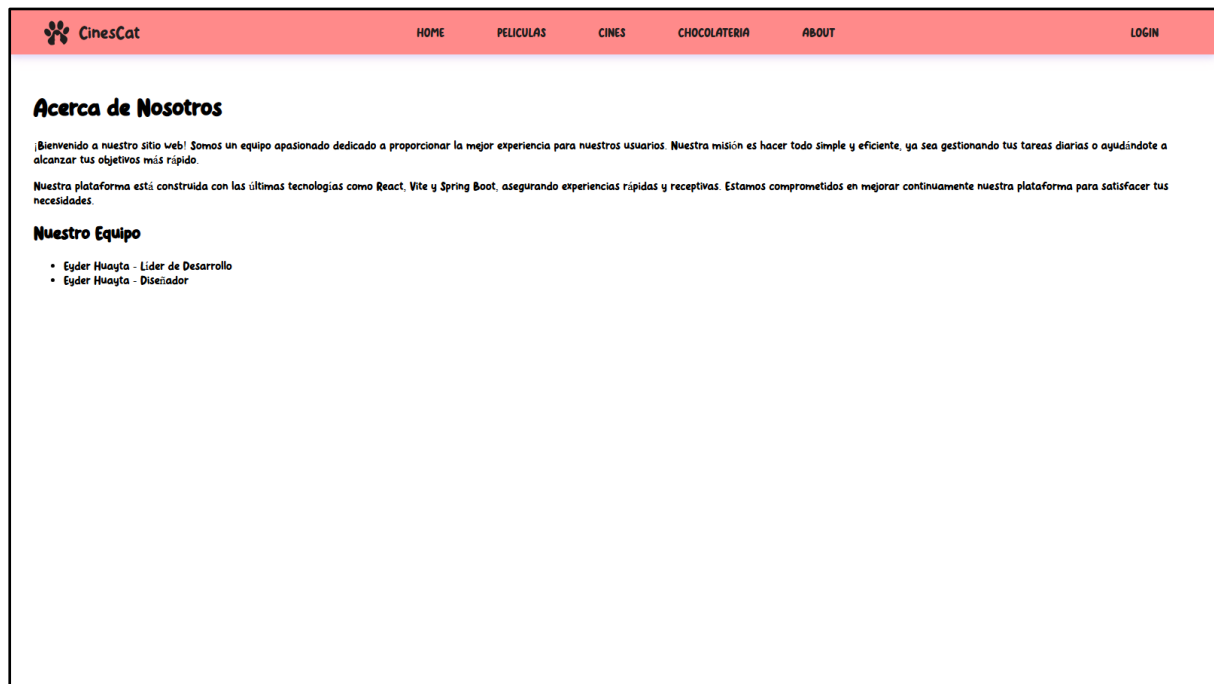 CinesCat HOME PELICULAS CINES CHOCOLATERIA ABOUT LOGIN
Acerca de Nosotros
¡Bienvenido a nuestro sitio web! Somos un equipo apasionado dedicado a proporcionar la mejor experiencia para nuestros usuarios. Nuestra misión es hacer todo simple y eficiente, ya sea gestionando tus tareas diarias o ayudándote a
alcanzar tus objetivos más rápido.
Nuestra plataforma está construida con las últimas tecnologías como React, Vite y Spring Boot, asegurando experiencias rápidas y receptivas. Estamos comprometidos en mejorar continuamente nuestra plataforma para satisfacer tus
necesidades.
Nuestro Equipo
• Eyder Huayta - Líder de Desarrollo
• Eyder Huayta - Diseñador